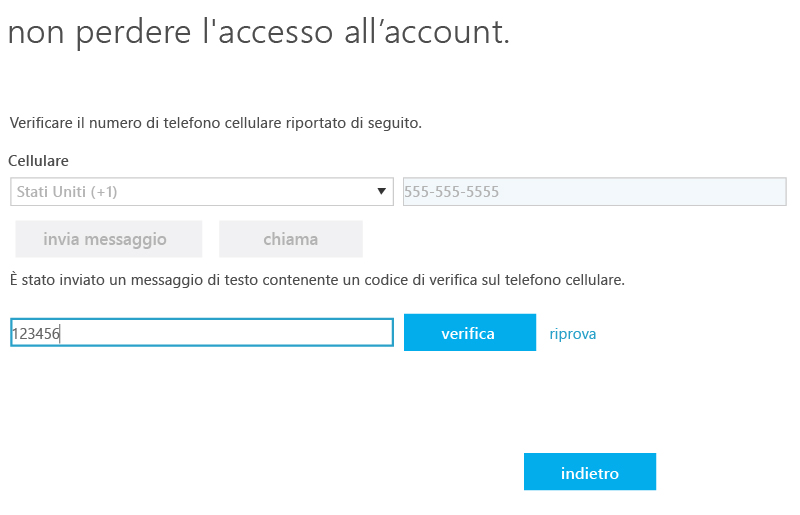 non perdere l'accesso all’account.
Verificare il numero di telefono cellulare riportato di seguito.
Cellulare
Stati Uniti (+1) 555-555-5555
invia messaggio chiama
È stato inviato un messaggio di testo contenente un codice di verifica sul telefono cellulare.
123456 verifica riprova
indietro